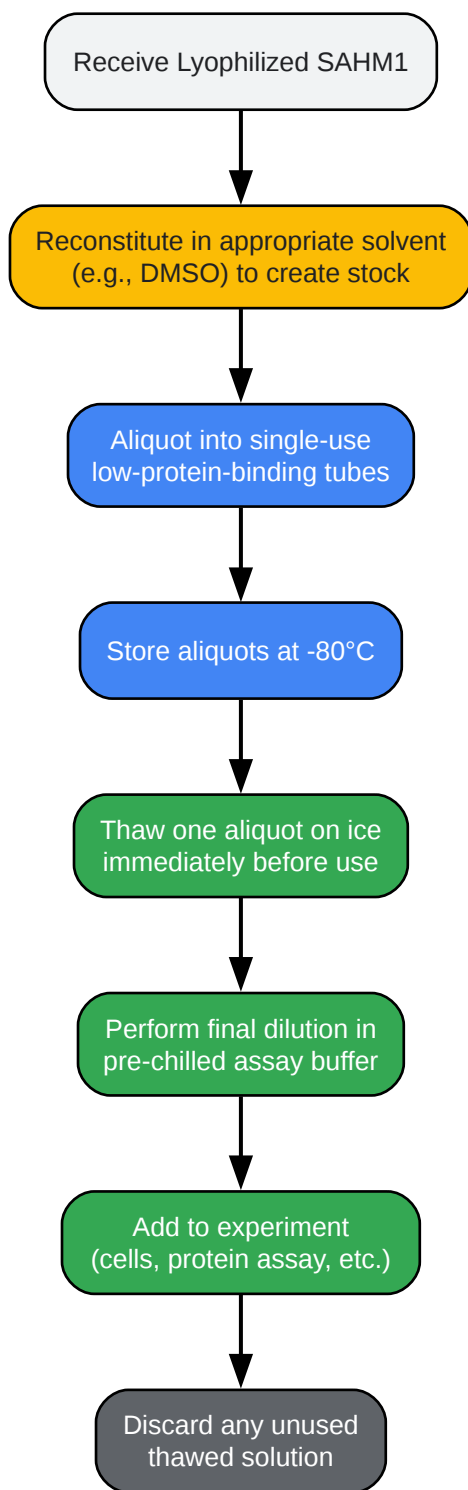 Receive Lyophilized SAHM1
Reconstitute in appropriate solvent
(e.g., DMSO) to create stock
Aliquot into single-use
low-protein-binding tubes
Store aliquots at -80°C
Thaw one aliquot on ice
immediately before use
Perform final dilution in
pre-chilled assay buffer
Add to experiment
(cells, protein assay, etc.)
Discard any unused
thawed solution